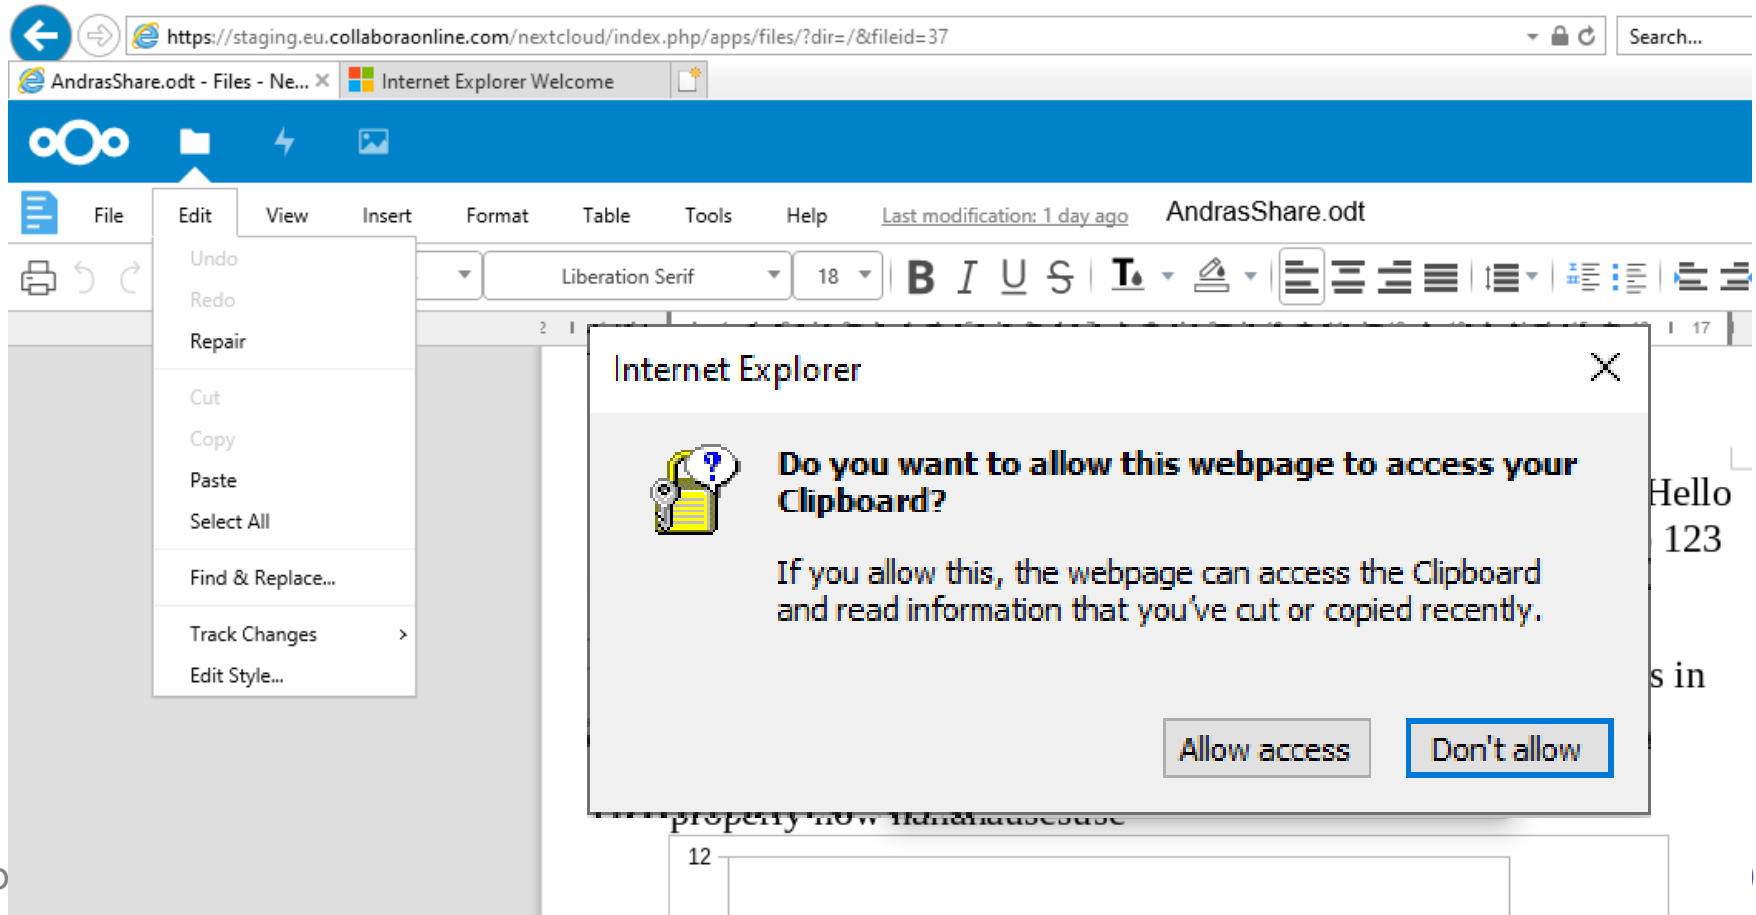 https://staging.eu.collaboraonline.com/nextcloud/index.php/apps/files/?dir=/&fileid=37
Search...
AndrasShare.odt - Files - Ne...
Internet Explorer Welcome
File Edit View Insert Format Table Tools Help Last modification: 1 day ago AndrasShare.odt
Liberation Serif 18 B I U S T
Undo
Redo
Repair
Cut
Copy
Paste
Select All
Find & Replace...
Track Changes
Edit Style...
2 17
Internet Explorer
Do you want to allow this webpage to access your
Clipboard?
If you allow this, the webpage can access the Clipboard
and read information that you've cut or copied recently.
Allow access Don't allow
Hello
123
s in
property now
12